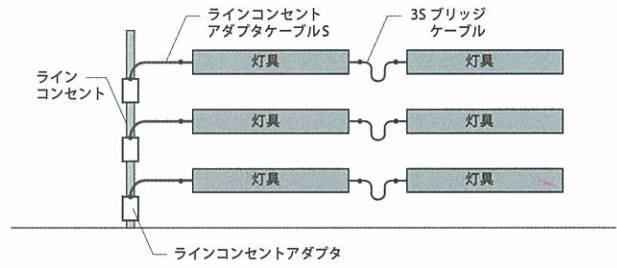 ラインコンセント
アダプタケーブルS
3S ブリッジ
ケーブル
灯具
灯具
ライン
コンセント
灯具
灯具
灯具
灯具
ラインコンセントアダプタ